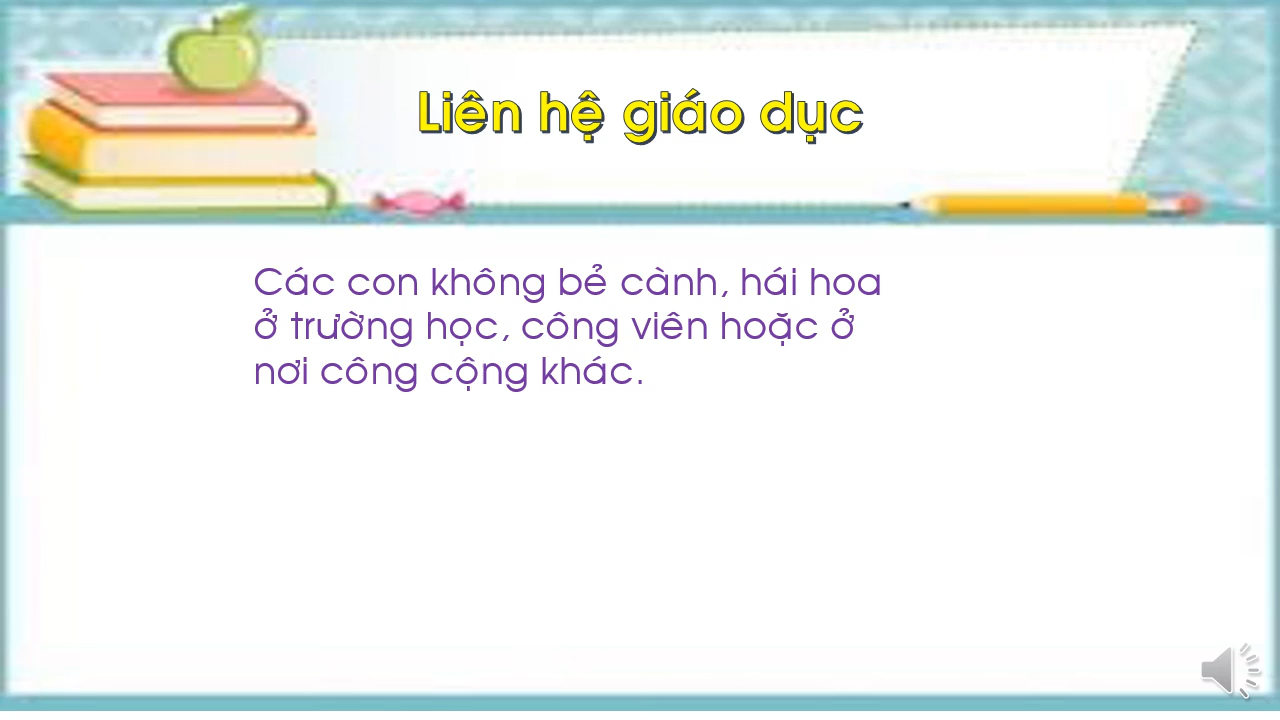 Liên hệ giáo dục
Các con không bẻ cành, hái hoa
ở trường học, công viên hoặc ở
nơi công cộng khác.